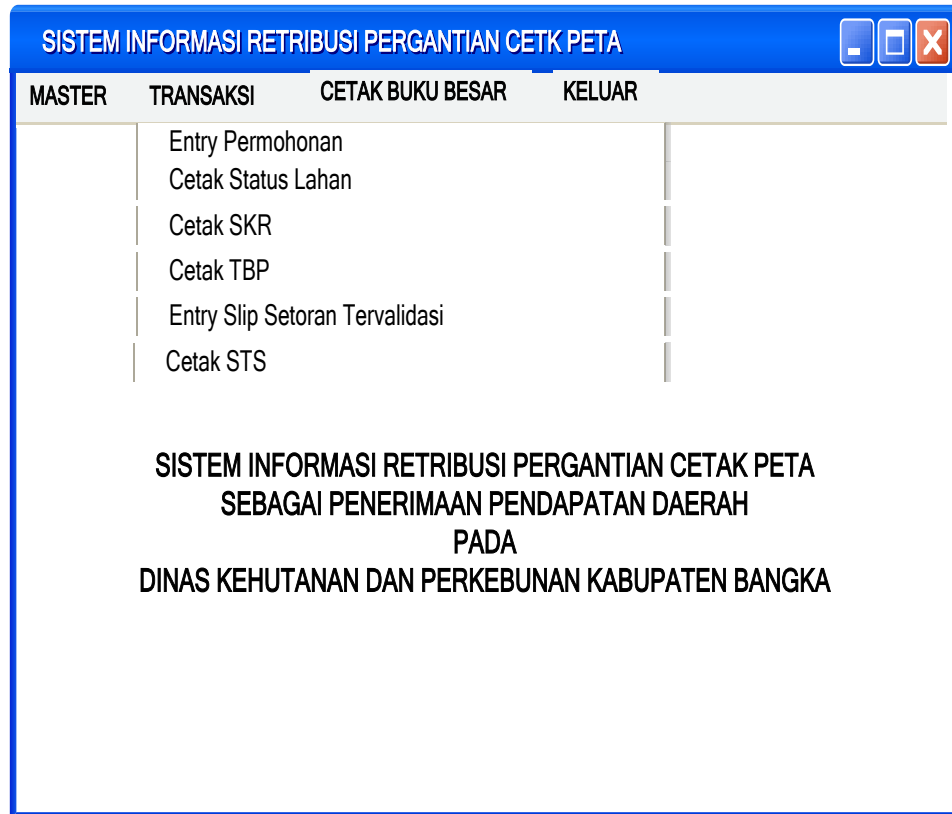 SISTEM INFORMASI RETRIBUSI PERGANTIAN CETK PETA
MASTER TRANSAKSI CETAK BUKU BESAR KELUAR
Entry Permohonan
Cetak Status Lahan
Cetak SKR
Cetak TBP
Entry Slip Setoran Tervalidasi
Cetak STS
SISTEM INFORMASI RETRIBUSI PERGANTIAN CETAK PETA
SEBAGAI PENERIMAAN PENDAPATAN DAERAH
PADA
DINAS KEHUTANAN DAN PERKEBUNAN KABUPATEN BANGKA